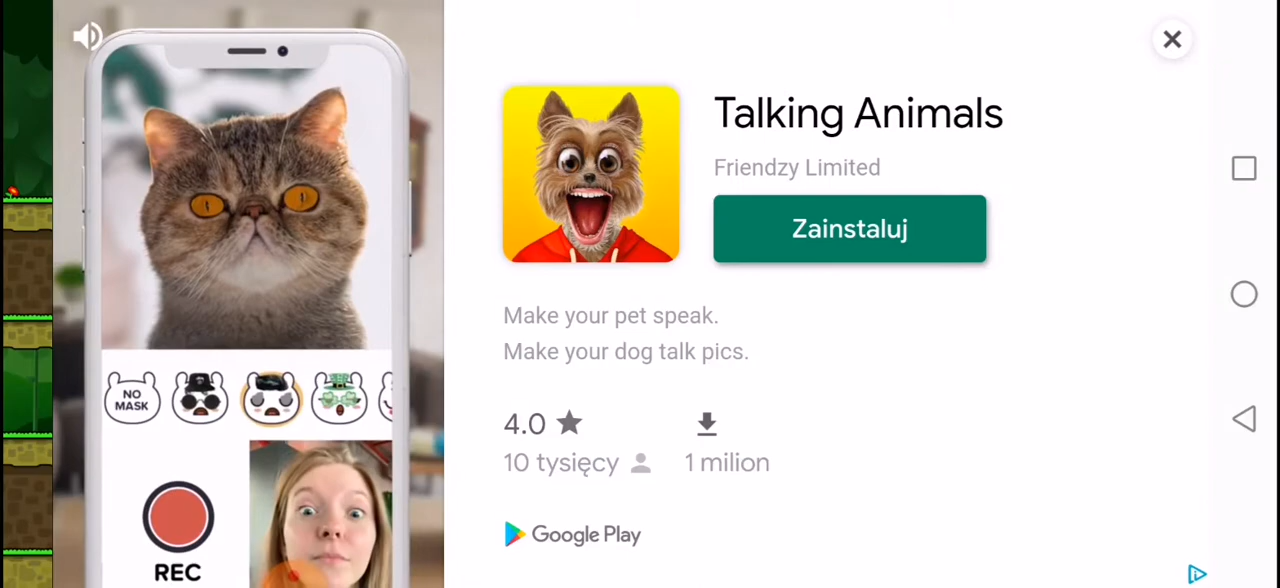 Talking Animals
Friendzy Limited
Zainstaluj
Make your pet speak.
Make your dog talk pics.
4.0
10 tysięcy
1 milion
Google Play
NO
MASK
REC